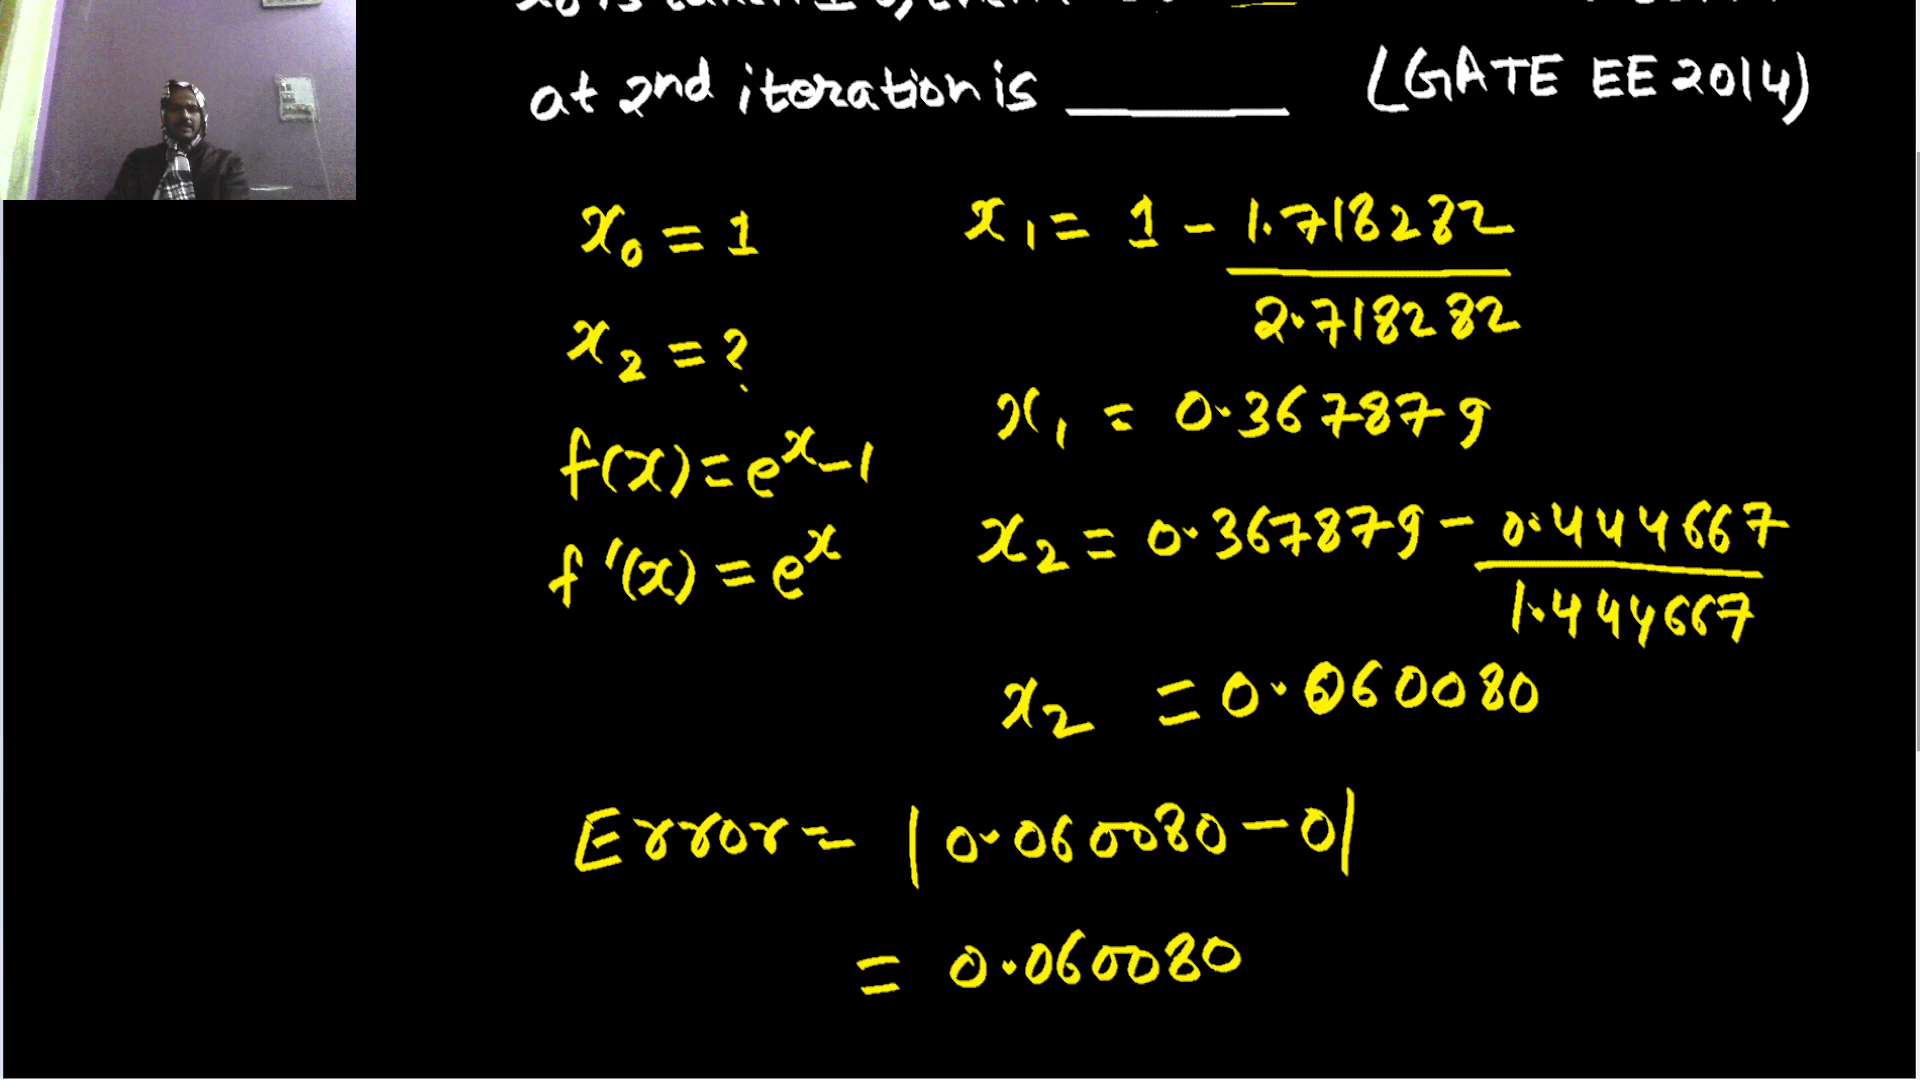 at 2nd iteration is ______ (GATE EE 2014)
x₀ = 1
x₂ = ?
f(x) = eˣ - 1
f'(x) = eˣ
x₁ = 1 - 1.718282
2.718282
x₁ = 0.367879
x₂ = 0.367879 - 0.444667
1.444667
x₂ = 0.060080
Error = |0.060080 - 0|
= 0.060080